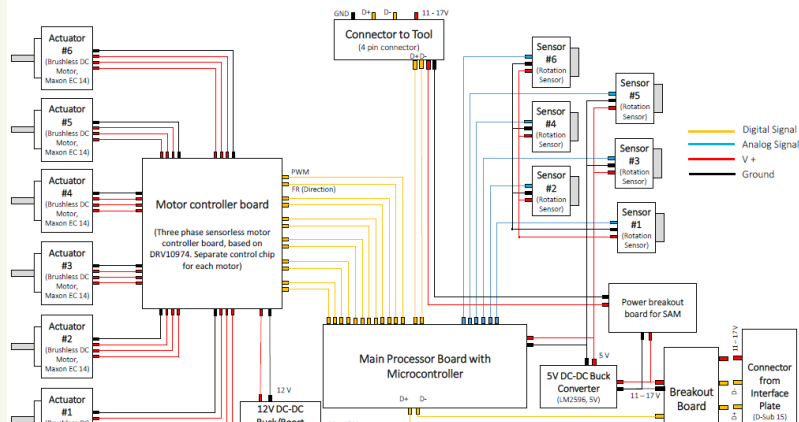 GND
D+
D-
11 - 17V
Connector to Tool
(4 pin connector)
D+D-
Actuator
#6
(Brushless DC
Motor,
Maxon EC 14)
Actuator
#5
(Brushless DC
Motor,
Maxon EC 14)
Actuator
#4
(Brushless DC
Motor,
Maxon EC 14)
Actuator
#3
(Brushless DC
Motor,
Maxon EC 14)
Actuator
#2
(Brushless DC
Motor,
Maxon EC 14)
Actuator
#1
(Brushless DC
Motor controller board
(Three phase sensorless motor
controller board, based on
DRV10974. Separate control chip
for each motor)
PWM
FR (Direction)
Sensor
#6
(Rotation
Sensor)
Sensor
#5
(Rotation
Sensor)
Sensor
#4
(Rotation
Sensor)
Sensor
#3
(Rotation
Sensor)
Sensor
#2
(Rotation
Sensor)
Sensor
#1
(Rotation
Sensor)
Digital Signal
Analog Signal
V +
Ground
Power breakout
board for SAM
Main Processor Board with
Microcontroller
D+
D-
5 V
5V DC-DC Buck
Converter
(LM2596, 5V)
11 – 17 V
12 V
12V DC-DC
Buck/Boost
Breakout
Board
11 – 17 V
D-
D+
Connector
from
Interface
Plate
(D-Sub 15)